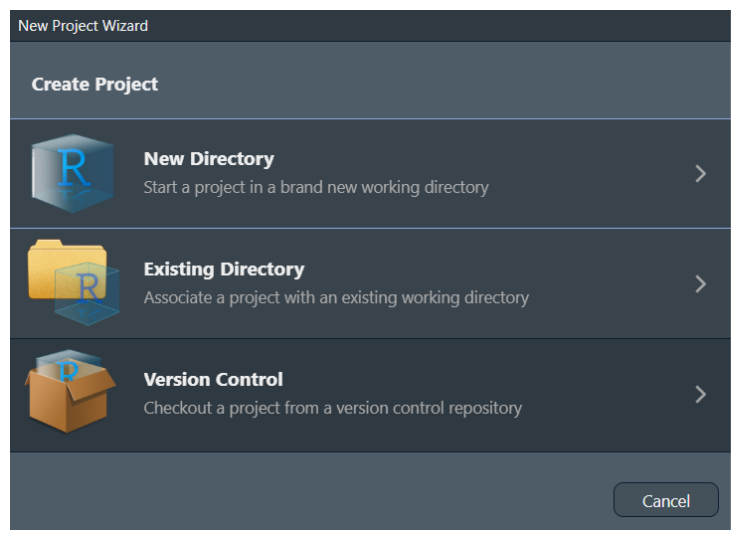 New Project Wizard
Create Project
R
New Directory
Start a project in a brand new working directory
R
Existing Directory
Associate a project with an existing working directory
R
Version Control
Checkout a project from a version control repository
Cancel